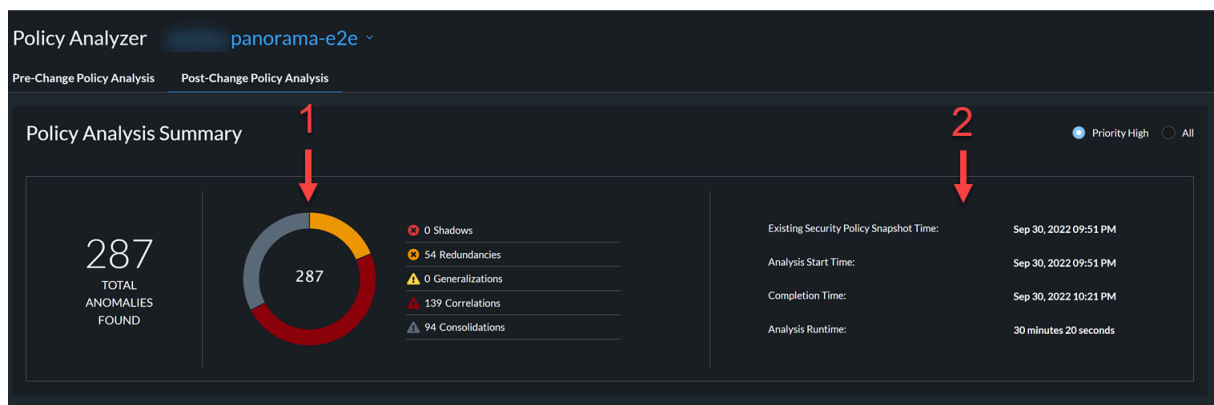 Policy Analyzer panorama-e2e
Pre-Change Policy Analysis Post-Change Policy Analysis
1
2
Policy Analysis Summary
Priority High All
287
TOTAL
ANOMALIES
FOUND
287
0 Shadows
54 Redundancies
0 Generalizations
139 Correlations
94 Consolidations
Existing Security Policy Snapshot Time: Sep 30, 2022 09:51 PM
Analysis Start Time: Sep 30, 2022 09:51 PM
Completion Time: Sep 30, 2022 10:21 PM
Analysis Runtime: 30 minutes 20 seconds